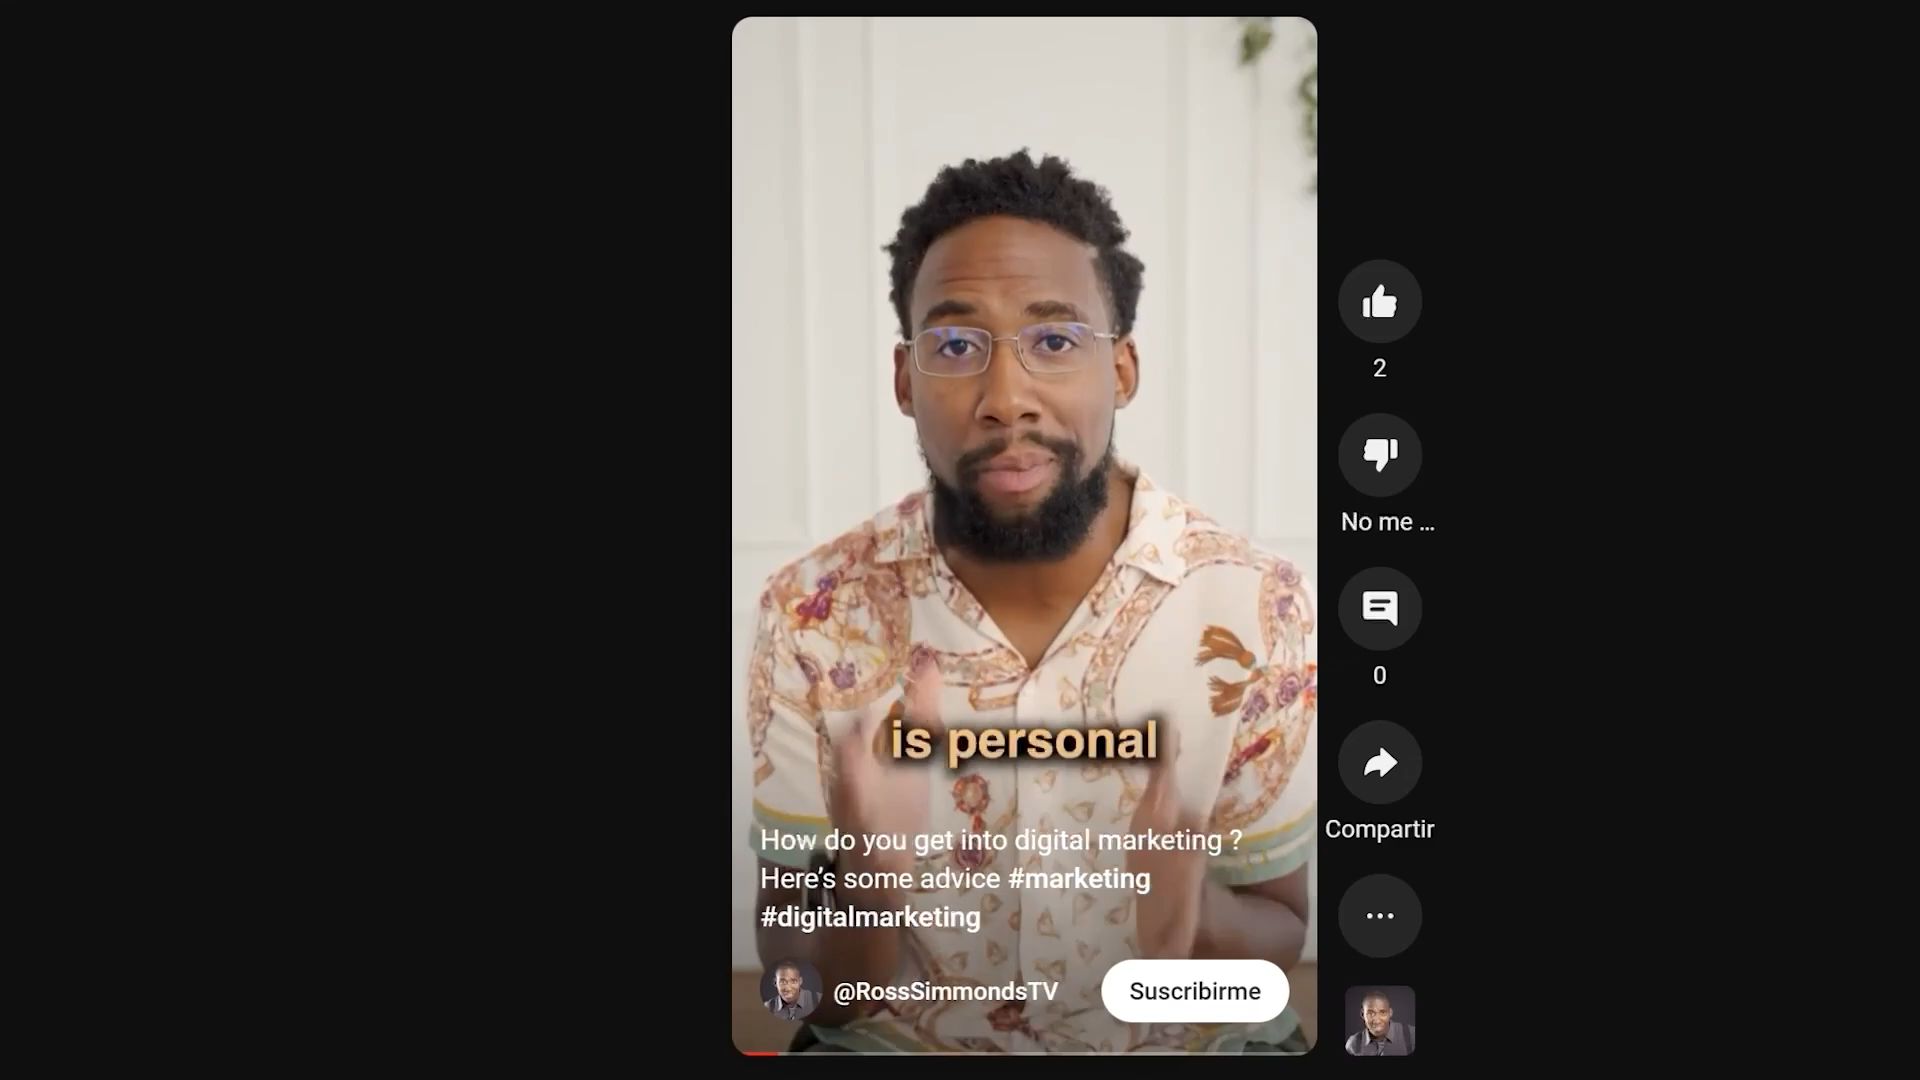 is personal
How do you get into digital marketing ?
Here’s some advice #marketing
#digitalmarketing
@RossSimmondsTV
Suscribirme
2
No me ...
0
Compartir